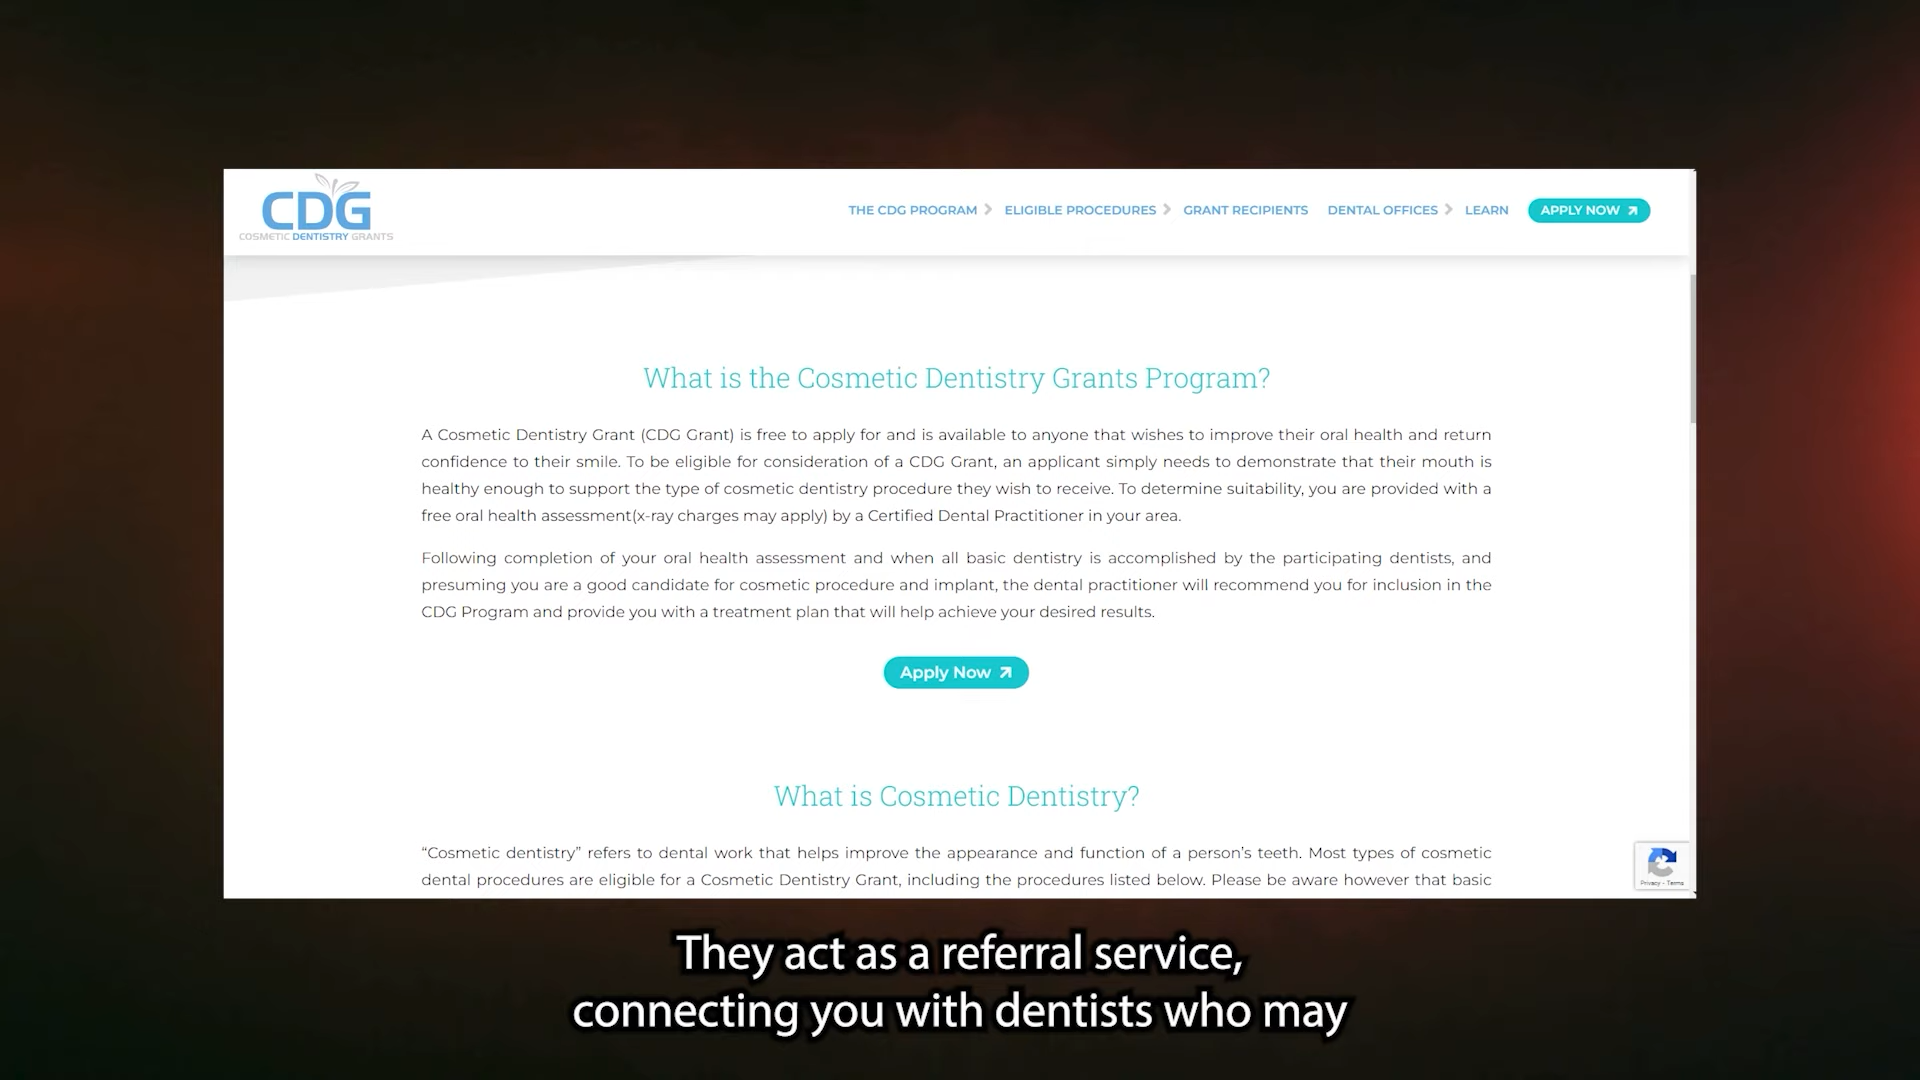 CDG
COSMETIC DENTISTRY GRANTS
THE CDG PROGRAM ELIGIBLE PROCEDURES GRANT RECIPIENTS DENTAL OFFICES LEARN APPLY NOW
What is the Cosmetic Dentistry Grants Program?
A Cosmetic Dentistry Grant (CDG Grant) is free to apply for and is available to anyone that wishes to improve their oral health and return
confidence to their smile. To be eligible for consideration of a CDG Grant, an applicant simply needs to demonstrate that their mouth is
healthy enough to support the type of cosmetic dentistry procedure they wish to receive. To determine suitability, you are provided with a
free oral health assessment(x-ray charges may apply) by a Certified Dental Practitioner in your area.
Following completion of your oral health assessment and when all basic dentistry is accomplished by the participating dentists, and
presuming you are a good candidate for cosmetic procedure and implant, the dental practitioner will recommend you for inclusion in the
CDG Program and provide you with a treatment plan that will help achieve your desired results.
Apply Now
What is Cosmetic Dentistry?
“Cosmetic dentistry” refers to dental work that helps improve the appearance and function of a person’s teeth. Most types of cosmetic
dental procedures are eligible for a Cosmetic Dentistry Grant, including the procedures listed below. Please be aware however that basic
Privacy - Terms
They act as a referral service,
connecting you with dentists who may